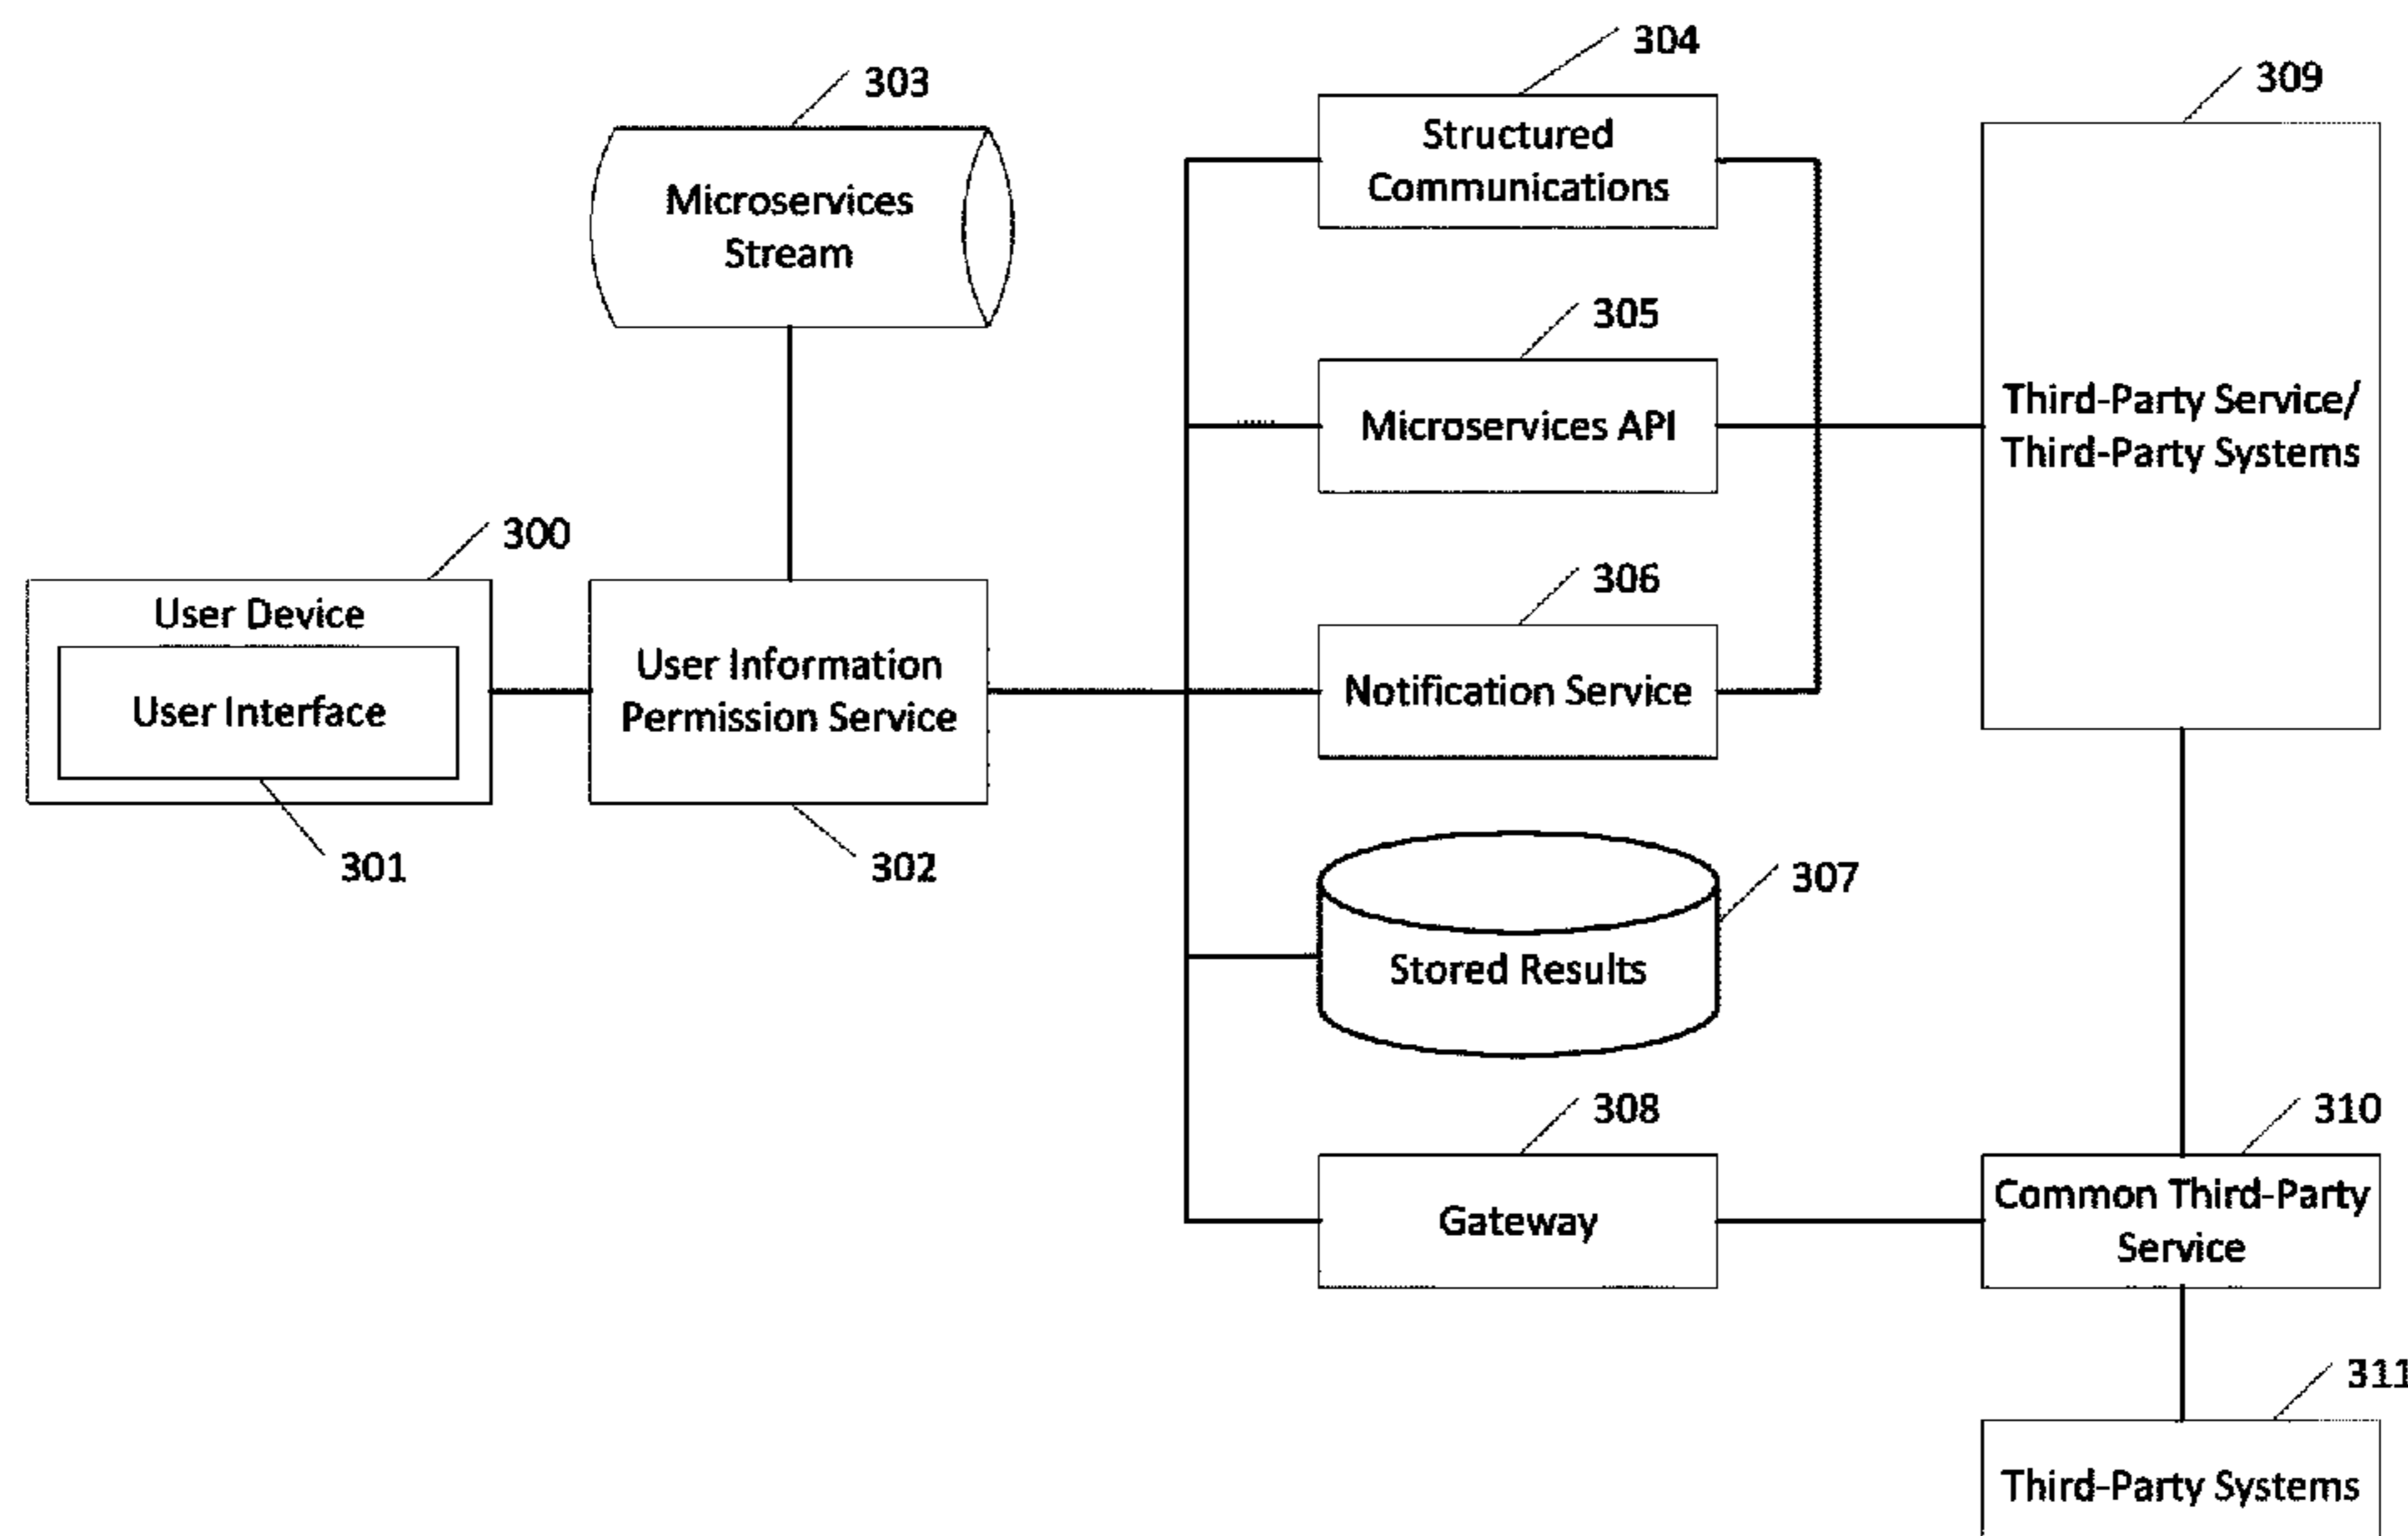 304
303
309
Structured
Communications
Microservices
Stream
305
Third-Party Service/
Third-Party Systems
Microservices API
300
306
User Device
User Information
Permission Service
Notification Service
User Interface
301
302
307
Stored Results
308
310
Common Third-Party
Service
Gateway
311
Third-Party Systems